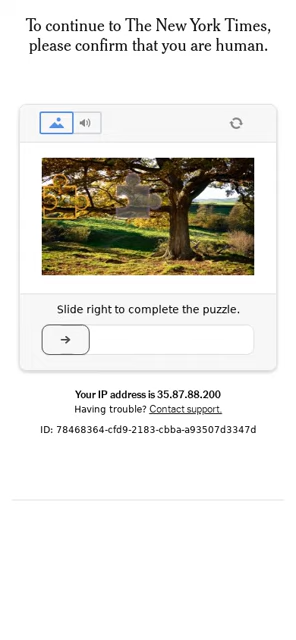 To continue to The New York Times,
please confirm that you are human.
Slide right to complete the puzzle.
Your IP address is 35.87.88.200
Having trouble? Contact support.
ID: 78468364-cfd9-2183-cbba-a93507d3347d